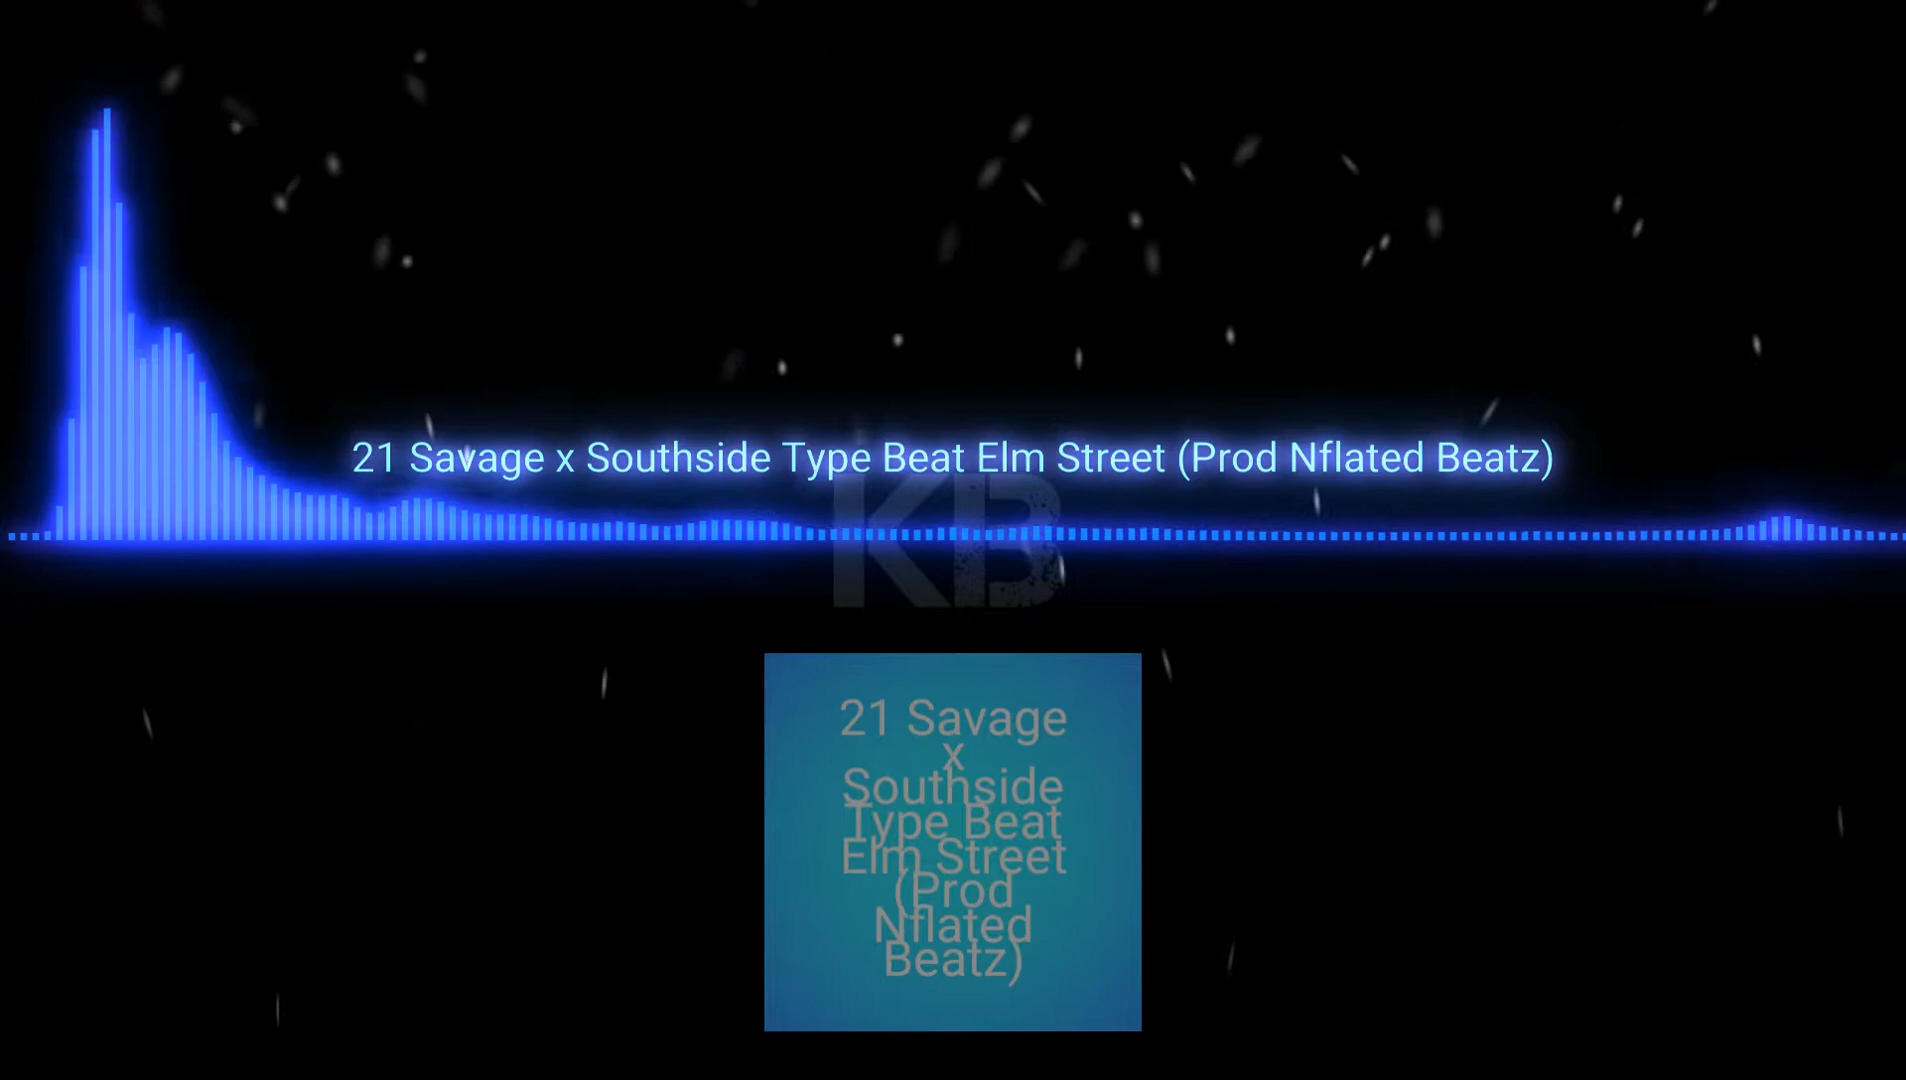 21 Savage x Southside Type Beat Elm Street (Prod Nflated Beatz)
KB
21 Savage
x
Southside
Type Beat
Elm Street
(Prod
Nflated
Beatz)